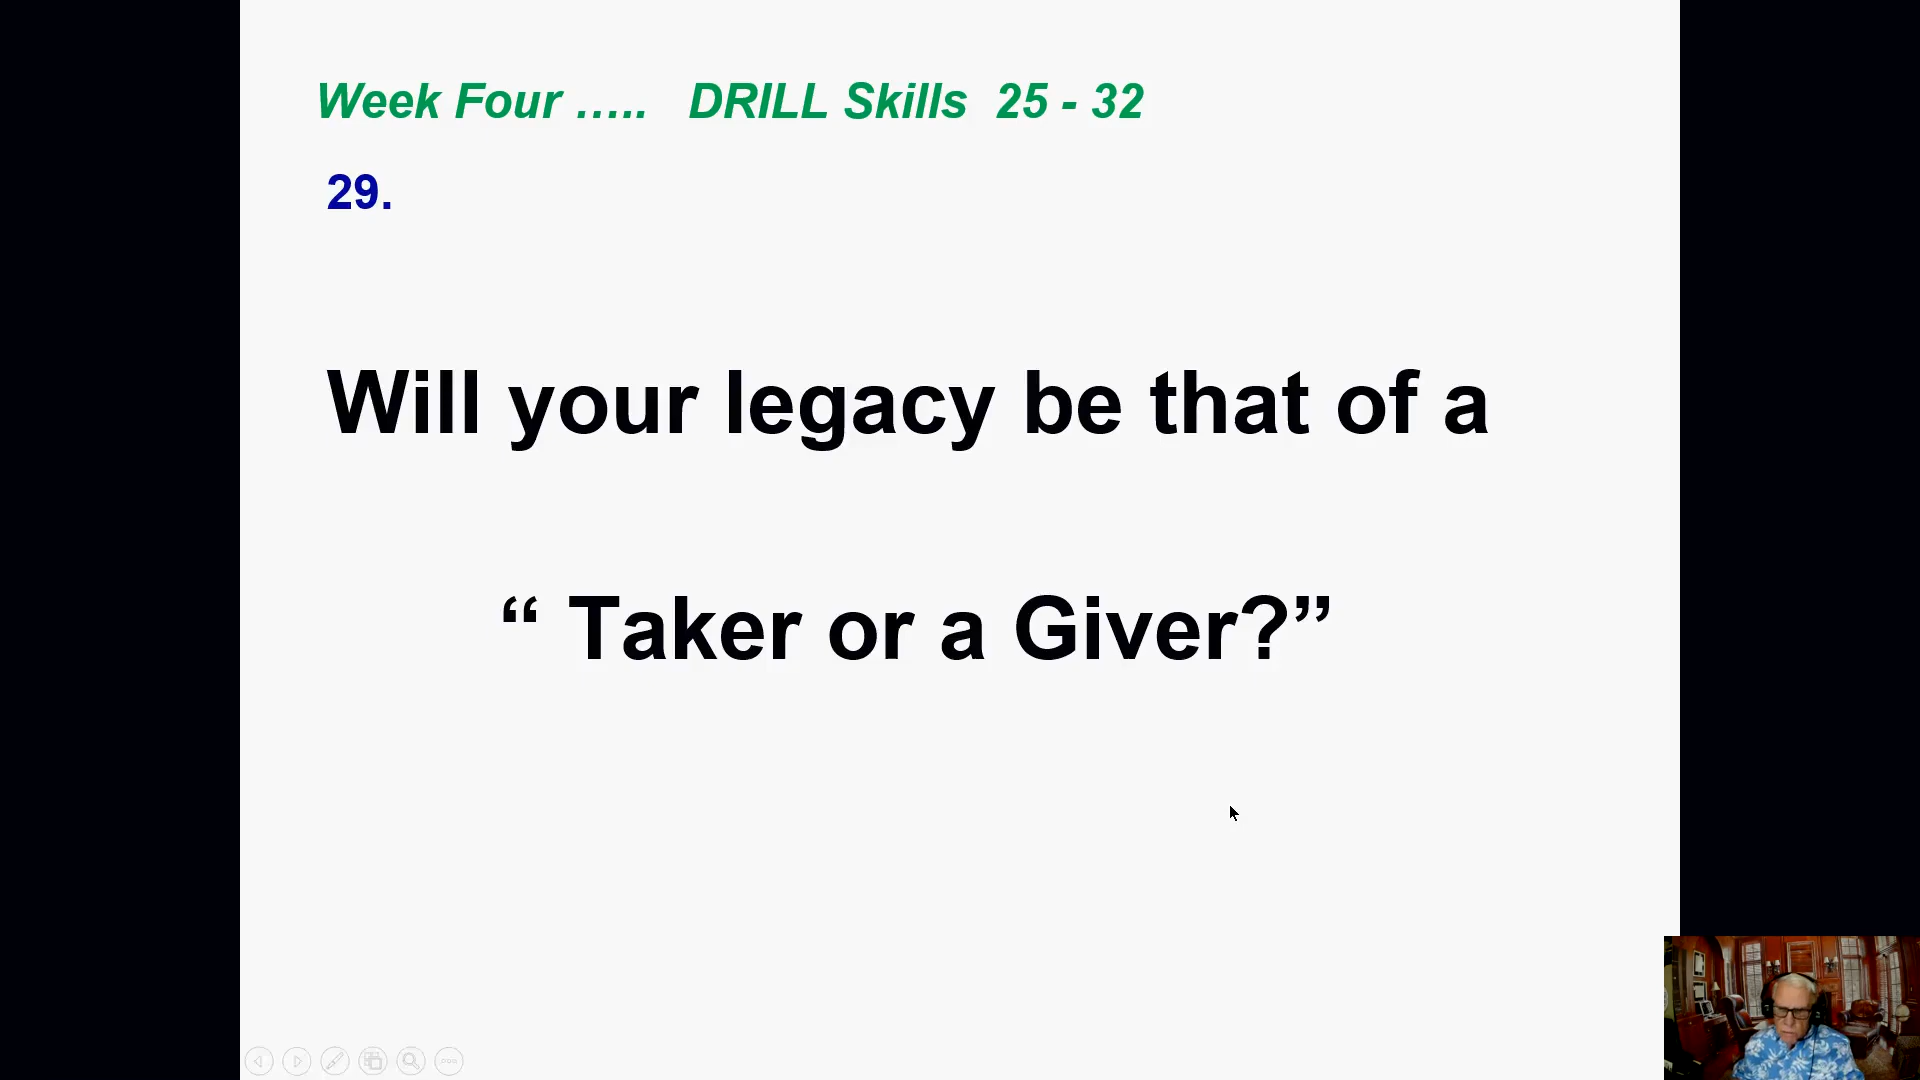 Week Four ..... DRILL Skills 25 - 32
29.
Will your legacy be that of a
“ Taker or a Giver?”